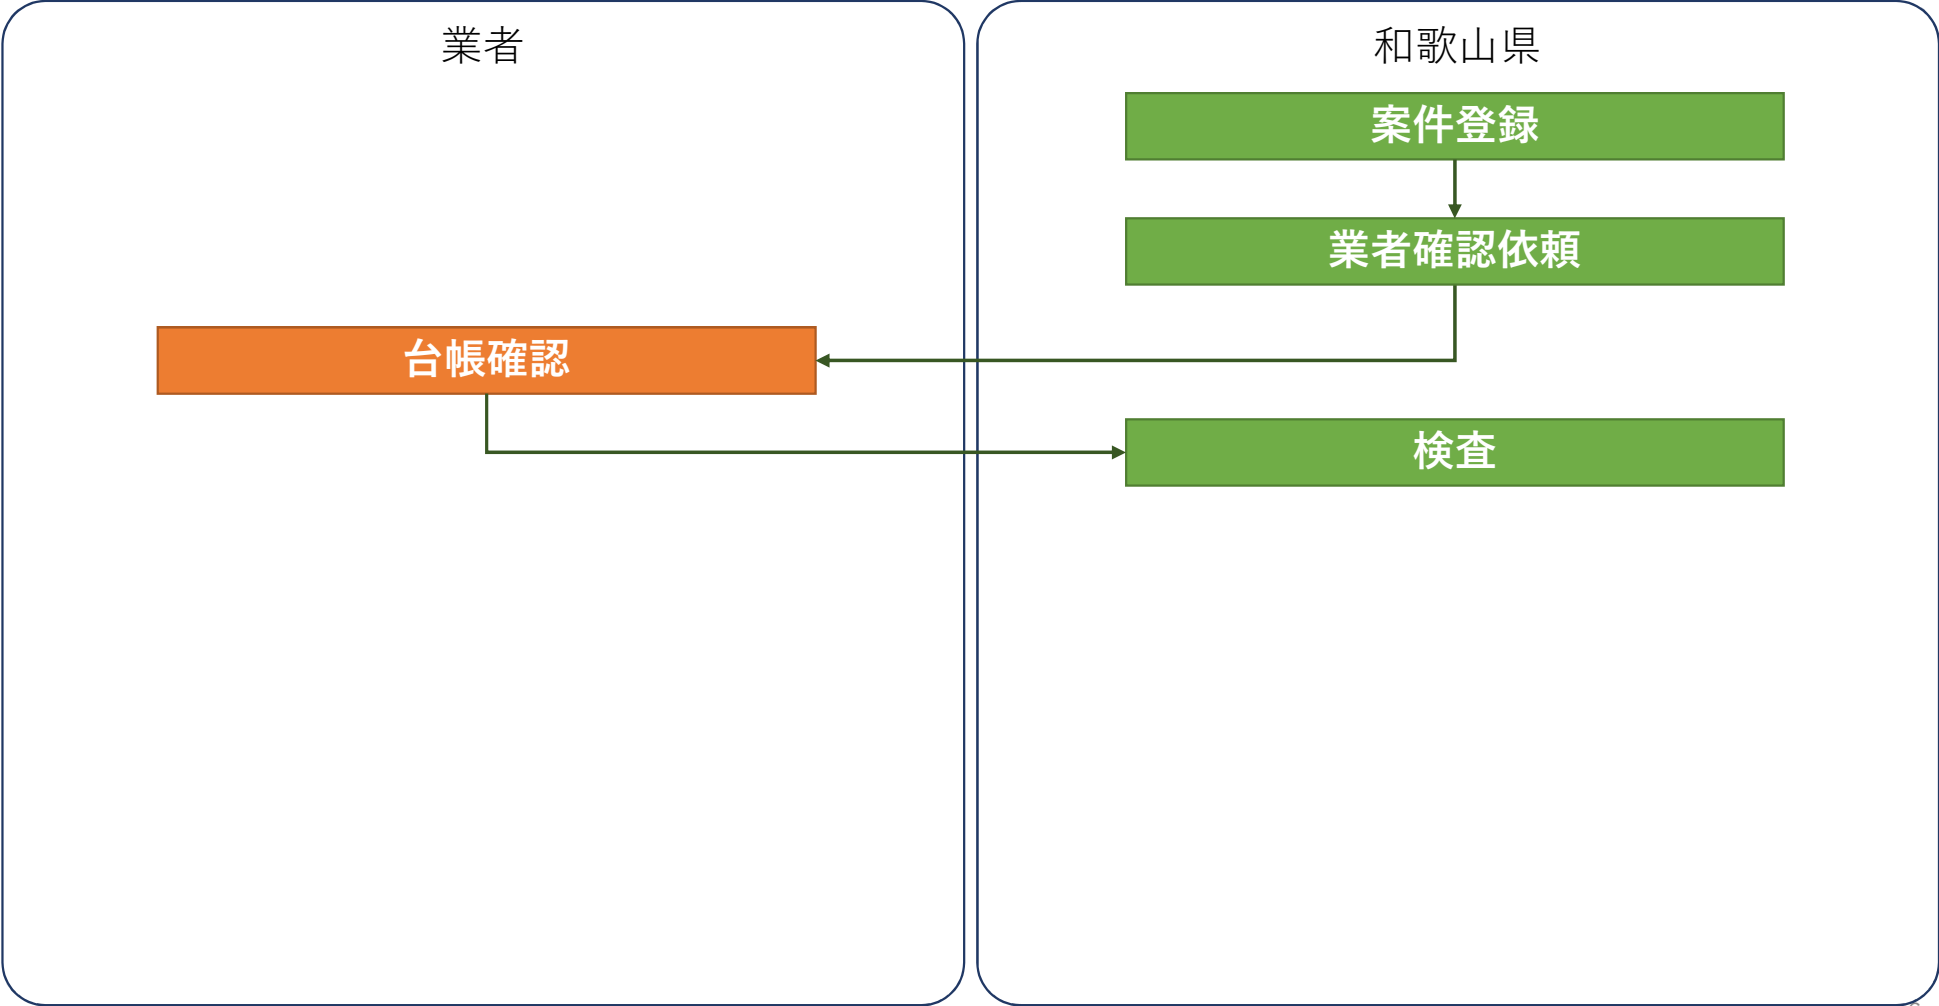 業者
和歌山県
案件登録
業者確認依頼
台帳確認
検査